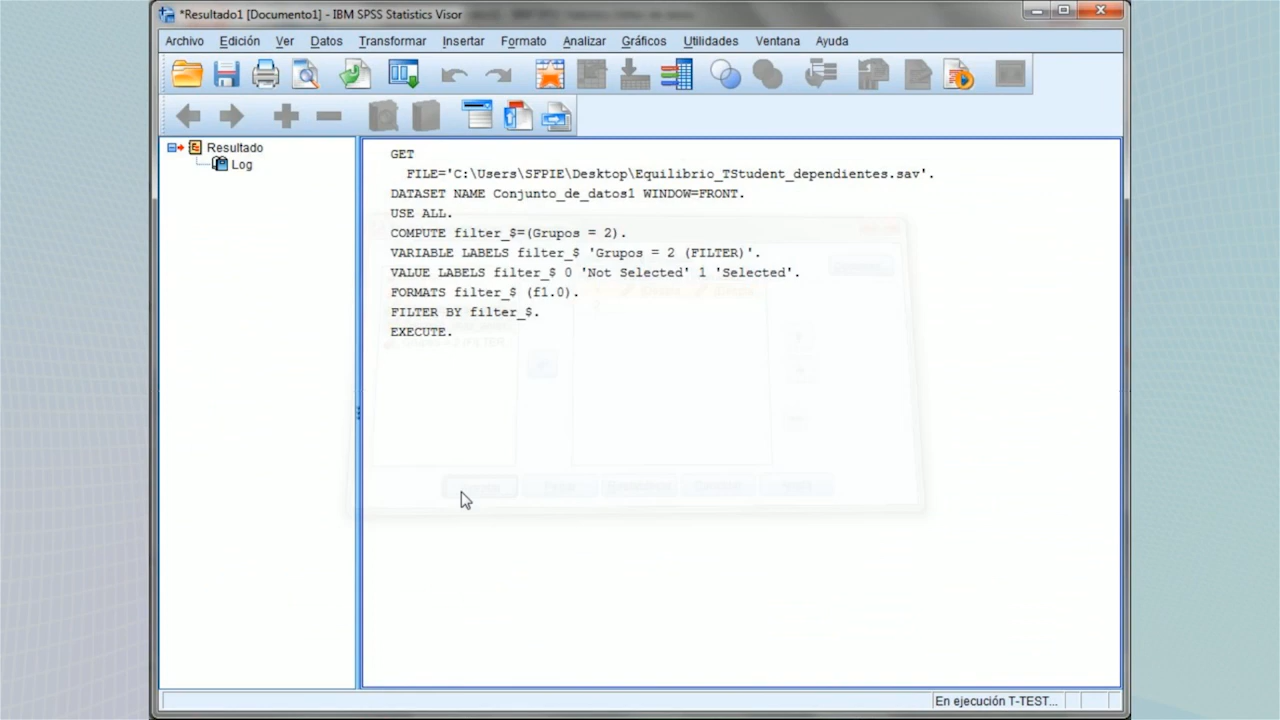 *Resultado1 [Documento1] - IBM SPSS Statistics Visor
Archivo Edición Ver Datos Transformar Insertar Formato Analizar Gráficos Utilidades Ventana Ayuda
Resultado
Log
GET
FILE='C:\Users\SFPIE\Desktop\Equilibrio_TStudent_dependientes.sav'.
DATASET NAME Conjunto_de_datos1 WINDOW=FRONT.
USE ALL.
COMPUTE filter_$=(Grupos = 2).
VARIABLE LABELS filter_$ 'Grupos = 2 (FILTER)'.
VALUE LABELS filter_$ 0 'Not Selected' 1 'Selected'.
FORMATS filter_$ (f1.0).
FILTER BY filter_$.
EXECUTE.
En ejecución T-TEST...